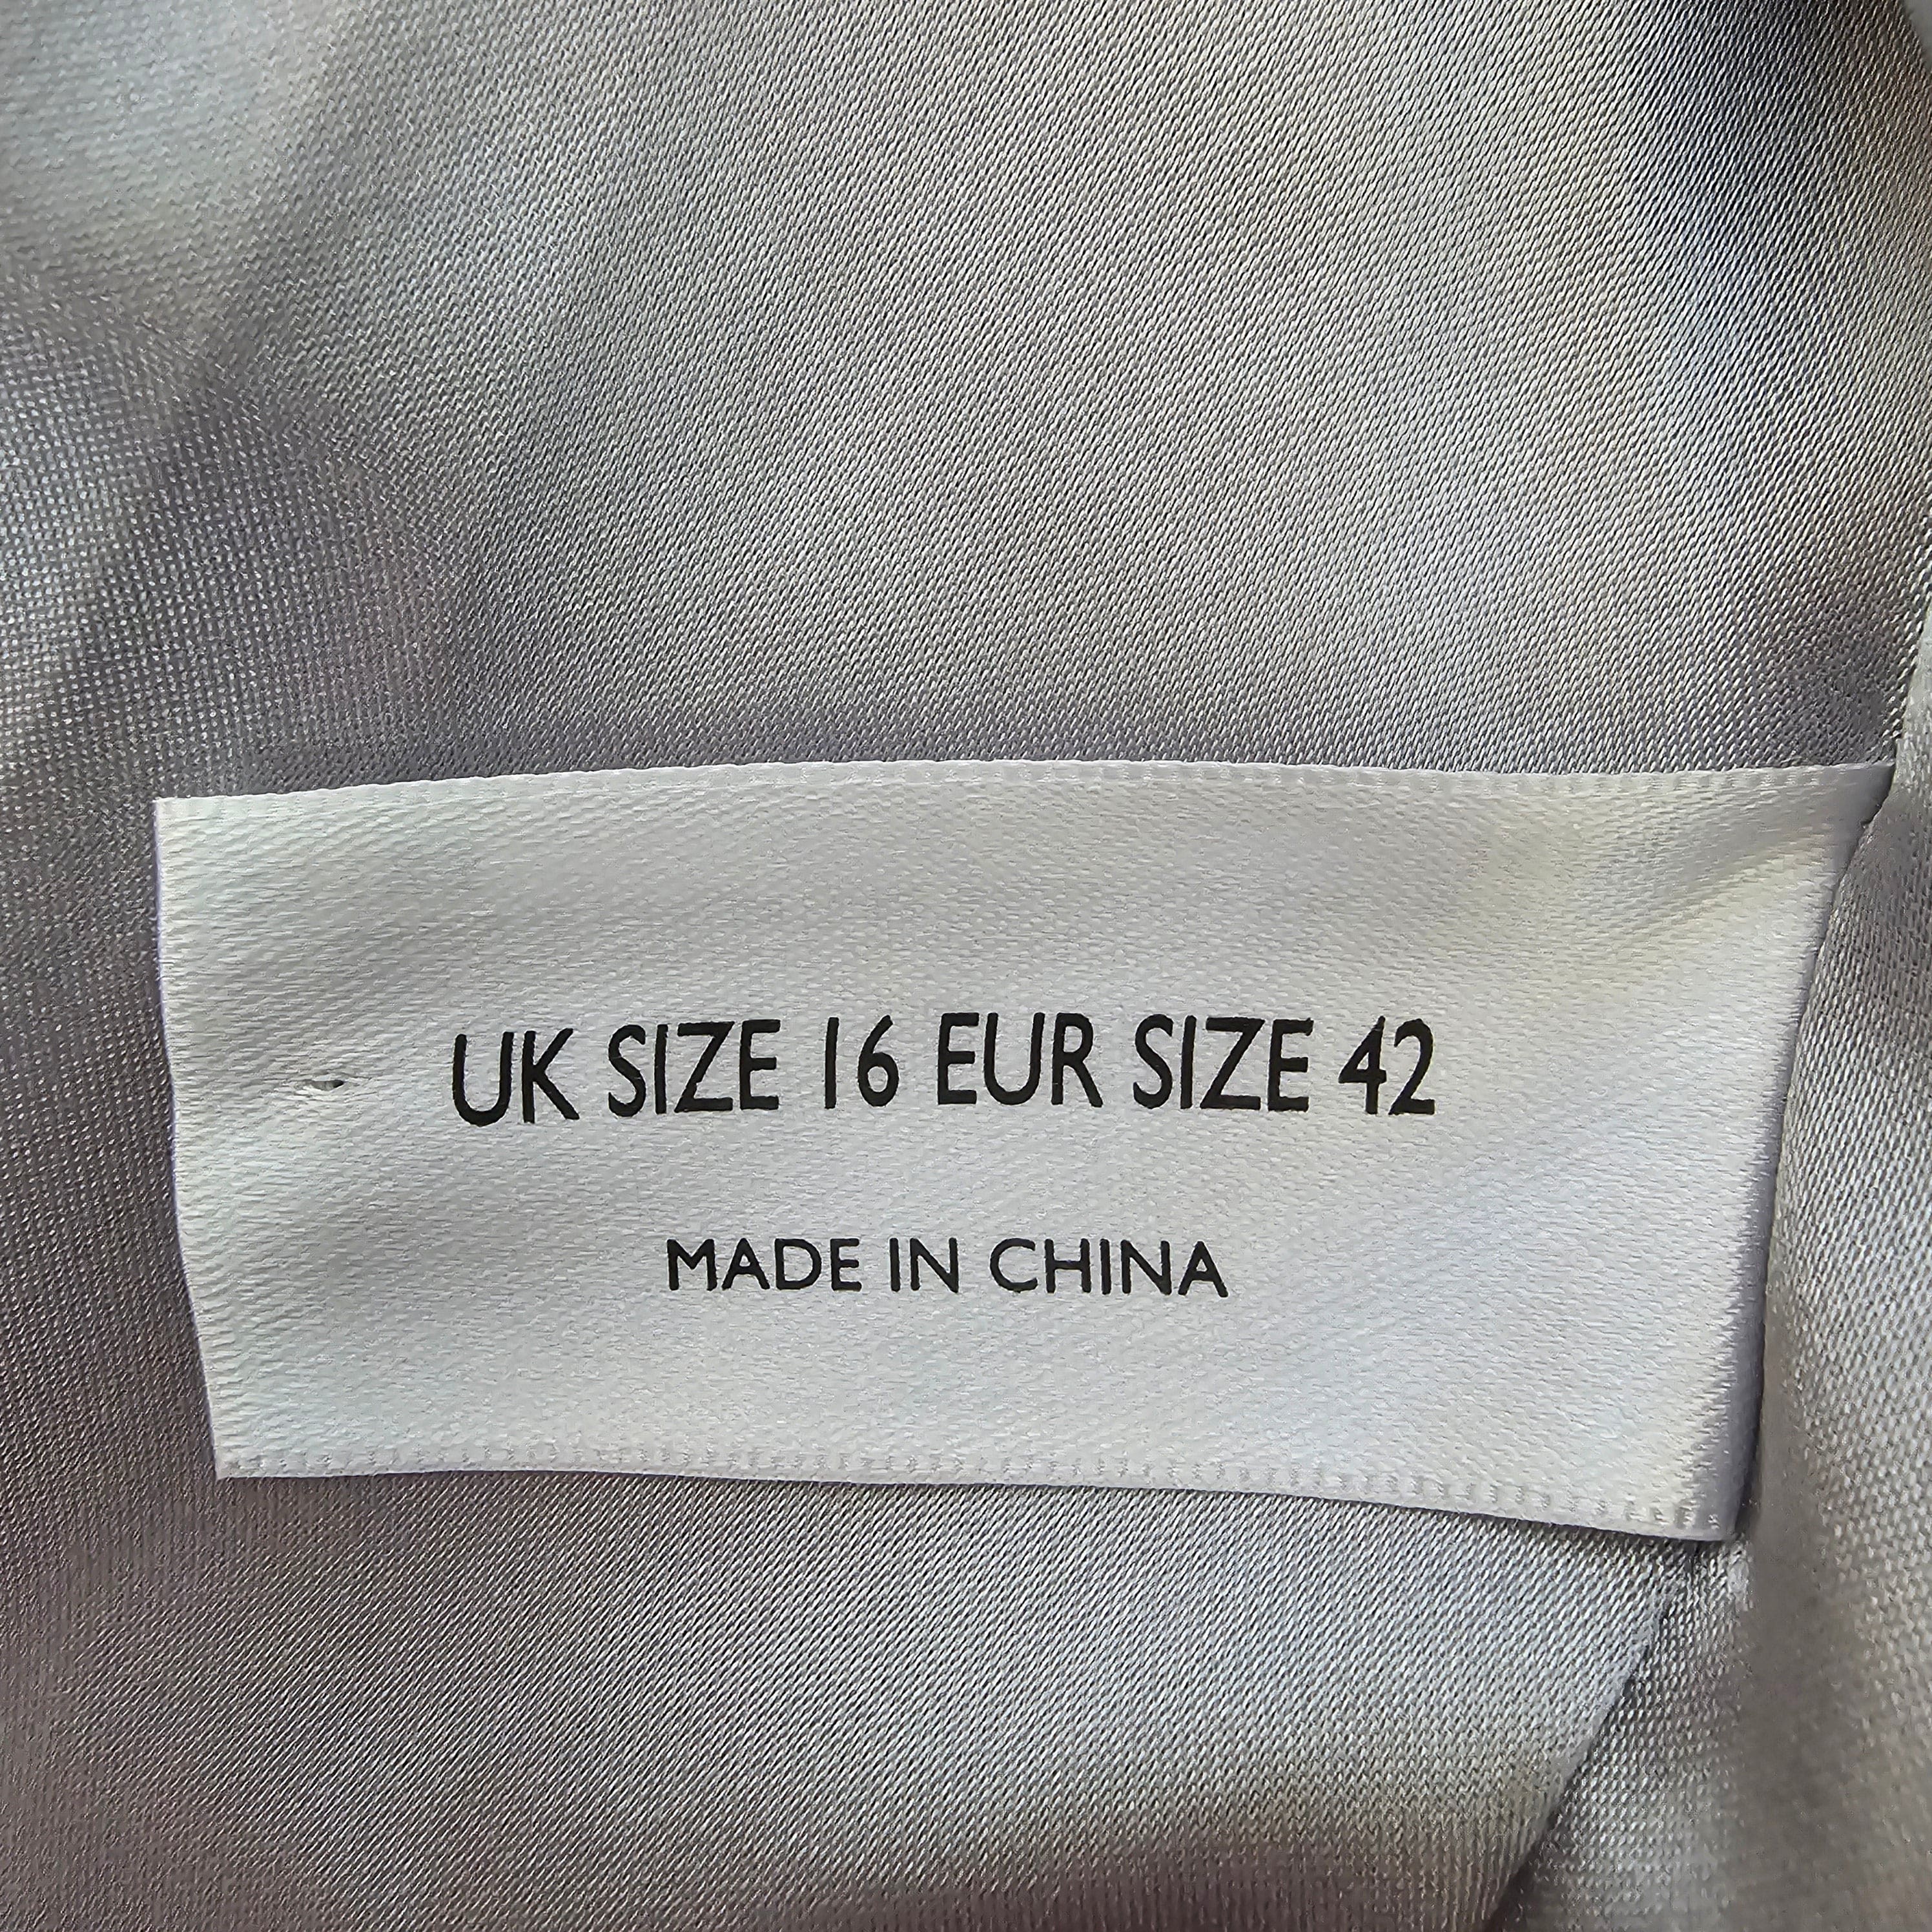 UK SIZE 16 EUR SIZE 42
MADE IN CHINA